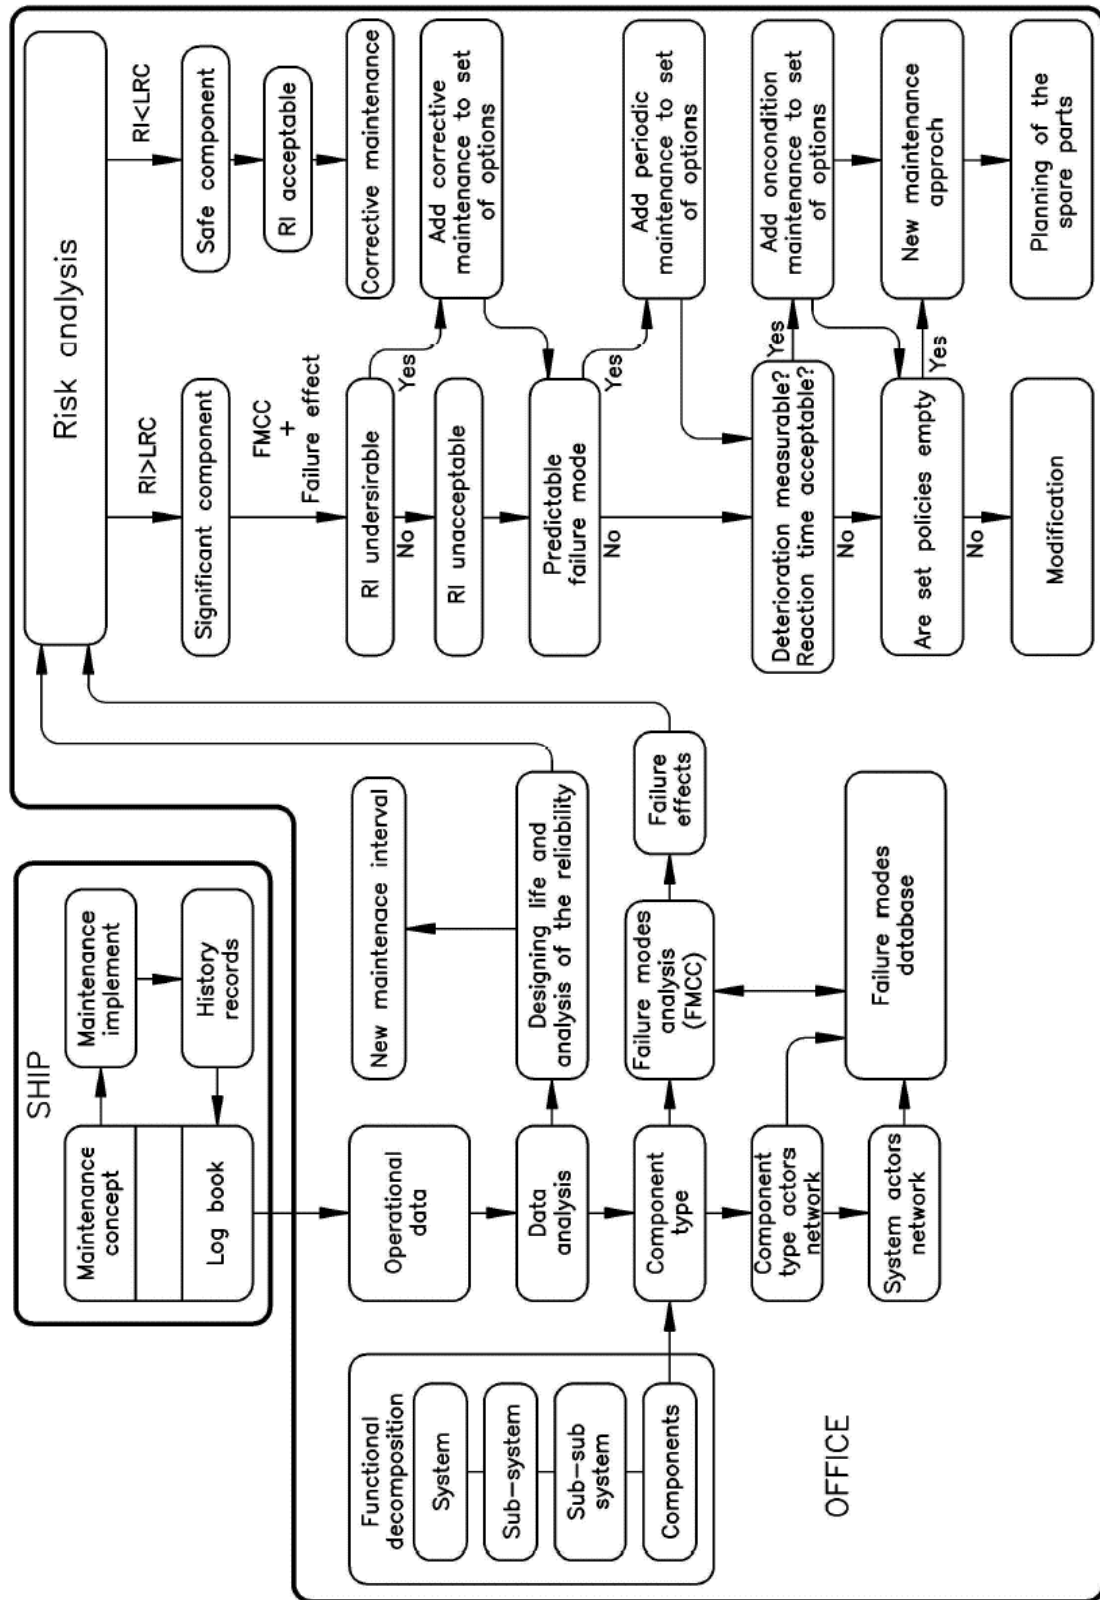 SHIP
Maintenance
concept
Log book
Maintenance
implement
History
records
Functional
decomposition
System
Sub-system
Sub-sub
system
Components
OFFICE
Operational
data
Data
analysis
Component
type
Component
type actors
network
System actors
network
New maintenace interval
Designing life and
analysis of the reliability
Failure modes
analysis
(FMCC)
Failure
effects
Failure modes
database
Risk analysis
RI>LRC
RI<LRC
Significant component
Safe component
RI acceptable
Corrective maintenance
FMCC
+
Failure effect
RI undersirable
Yes
No
Add corrective
maintenance to set
of options
RI unacceptable
Predictable
failure mode
Yes
No
Add periodic
maintenance to set
of options
Deterioration measurable?
Reaction time acceptable?
Yes
No
Add oncondition
maintenance to set
of options
Are set policies empty
Yes
No
New maintenance
approch
Modification
Planning of the
spare parts